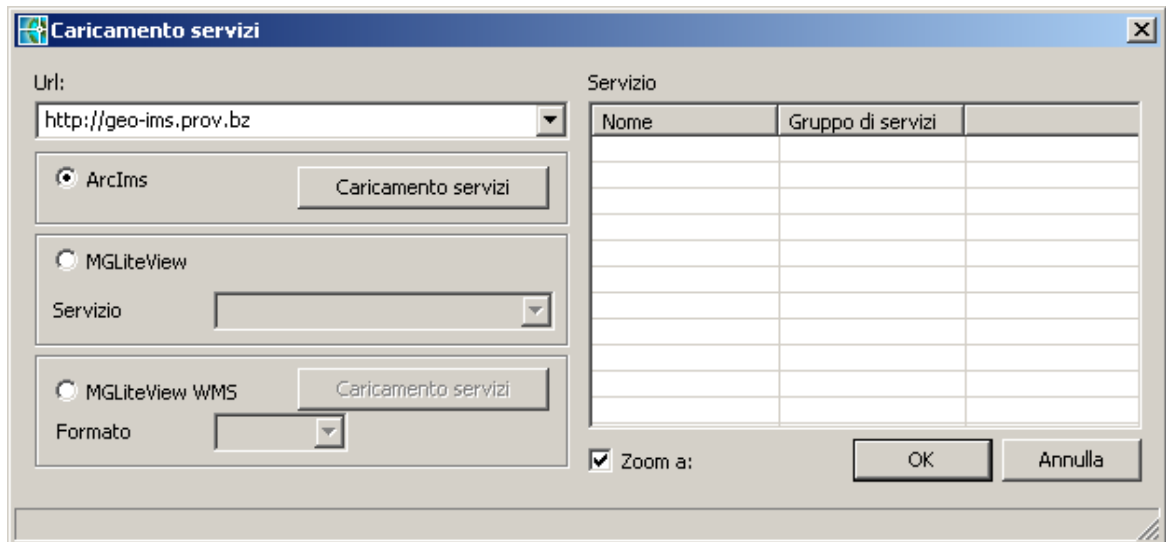 Caricamento servizi
Url:
http://geo-ims.prov.bz
ArcIms
Caricamento servizi
MGLiteView
Servizio
MGLiteView WMS
Caricamento servizi
Formato
Servizio
Nome Gruppo di servizi
Zoom a:
OK
Annulla